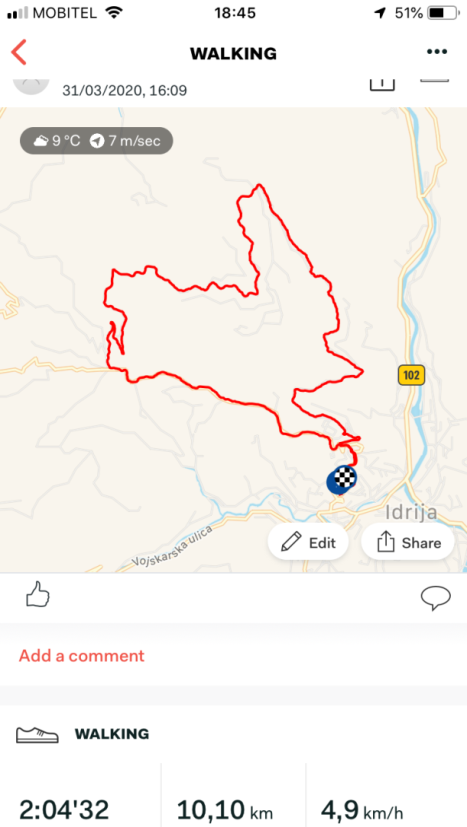 MOBITEL 18:45 51%
WALKING
31/03/2020, 16:09
9 °C 7 m/sec
102
Idrija
Vojskarska ulica
Edit Share
Add a comment
WALKING
2:04'32 10,10 km 4,9 km/h